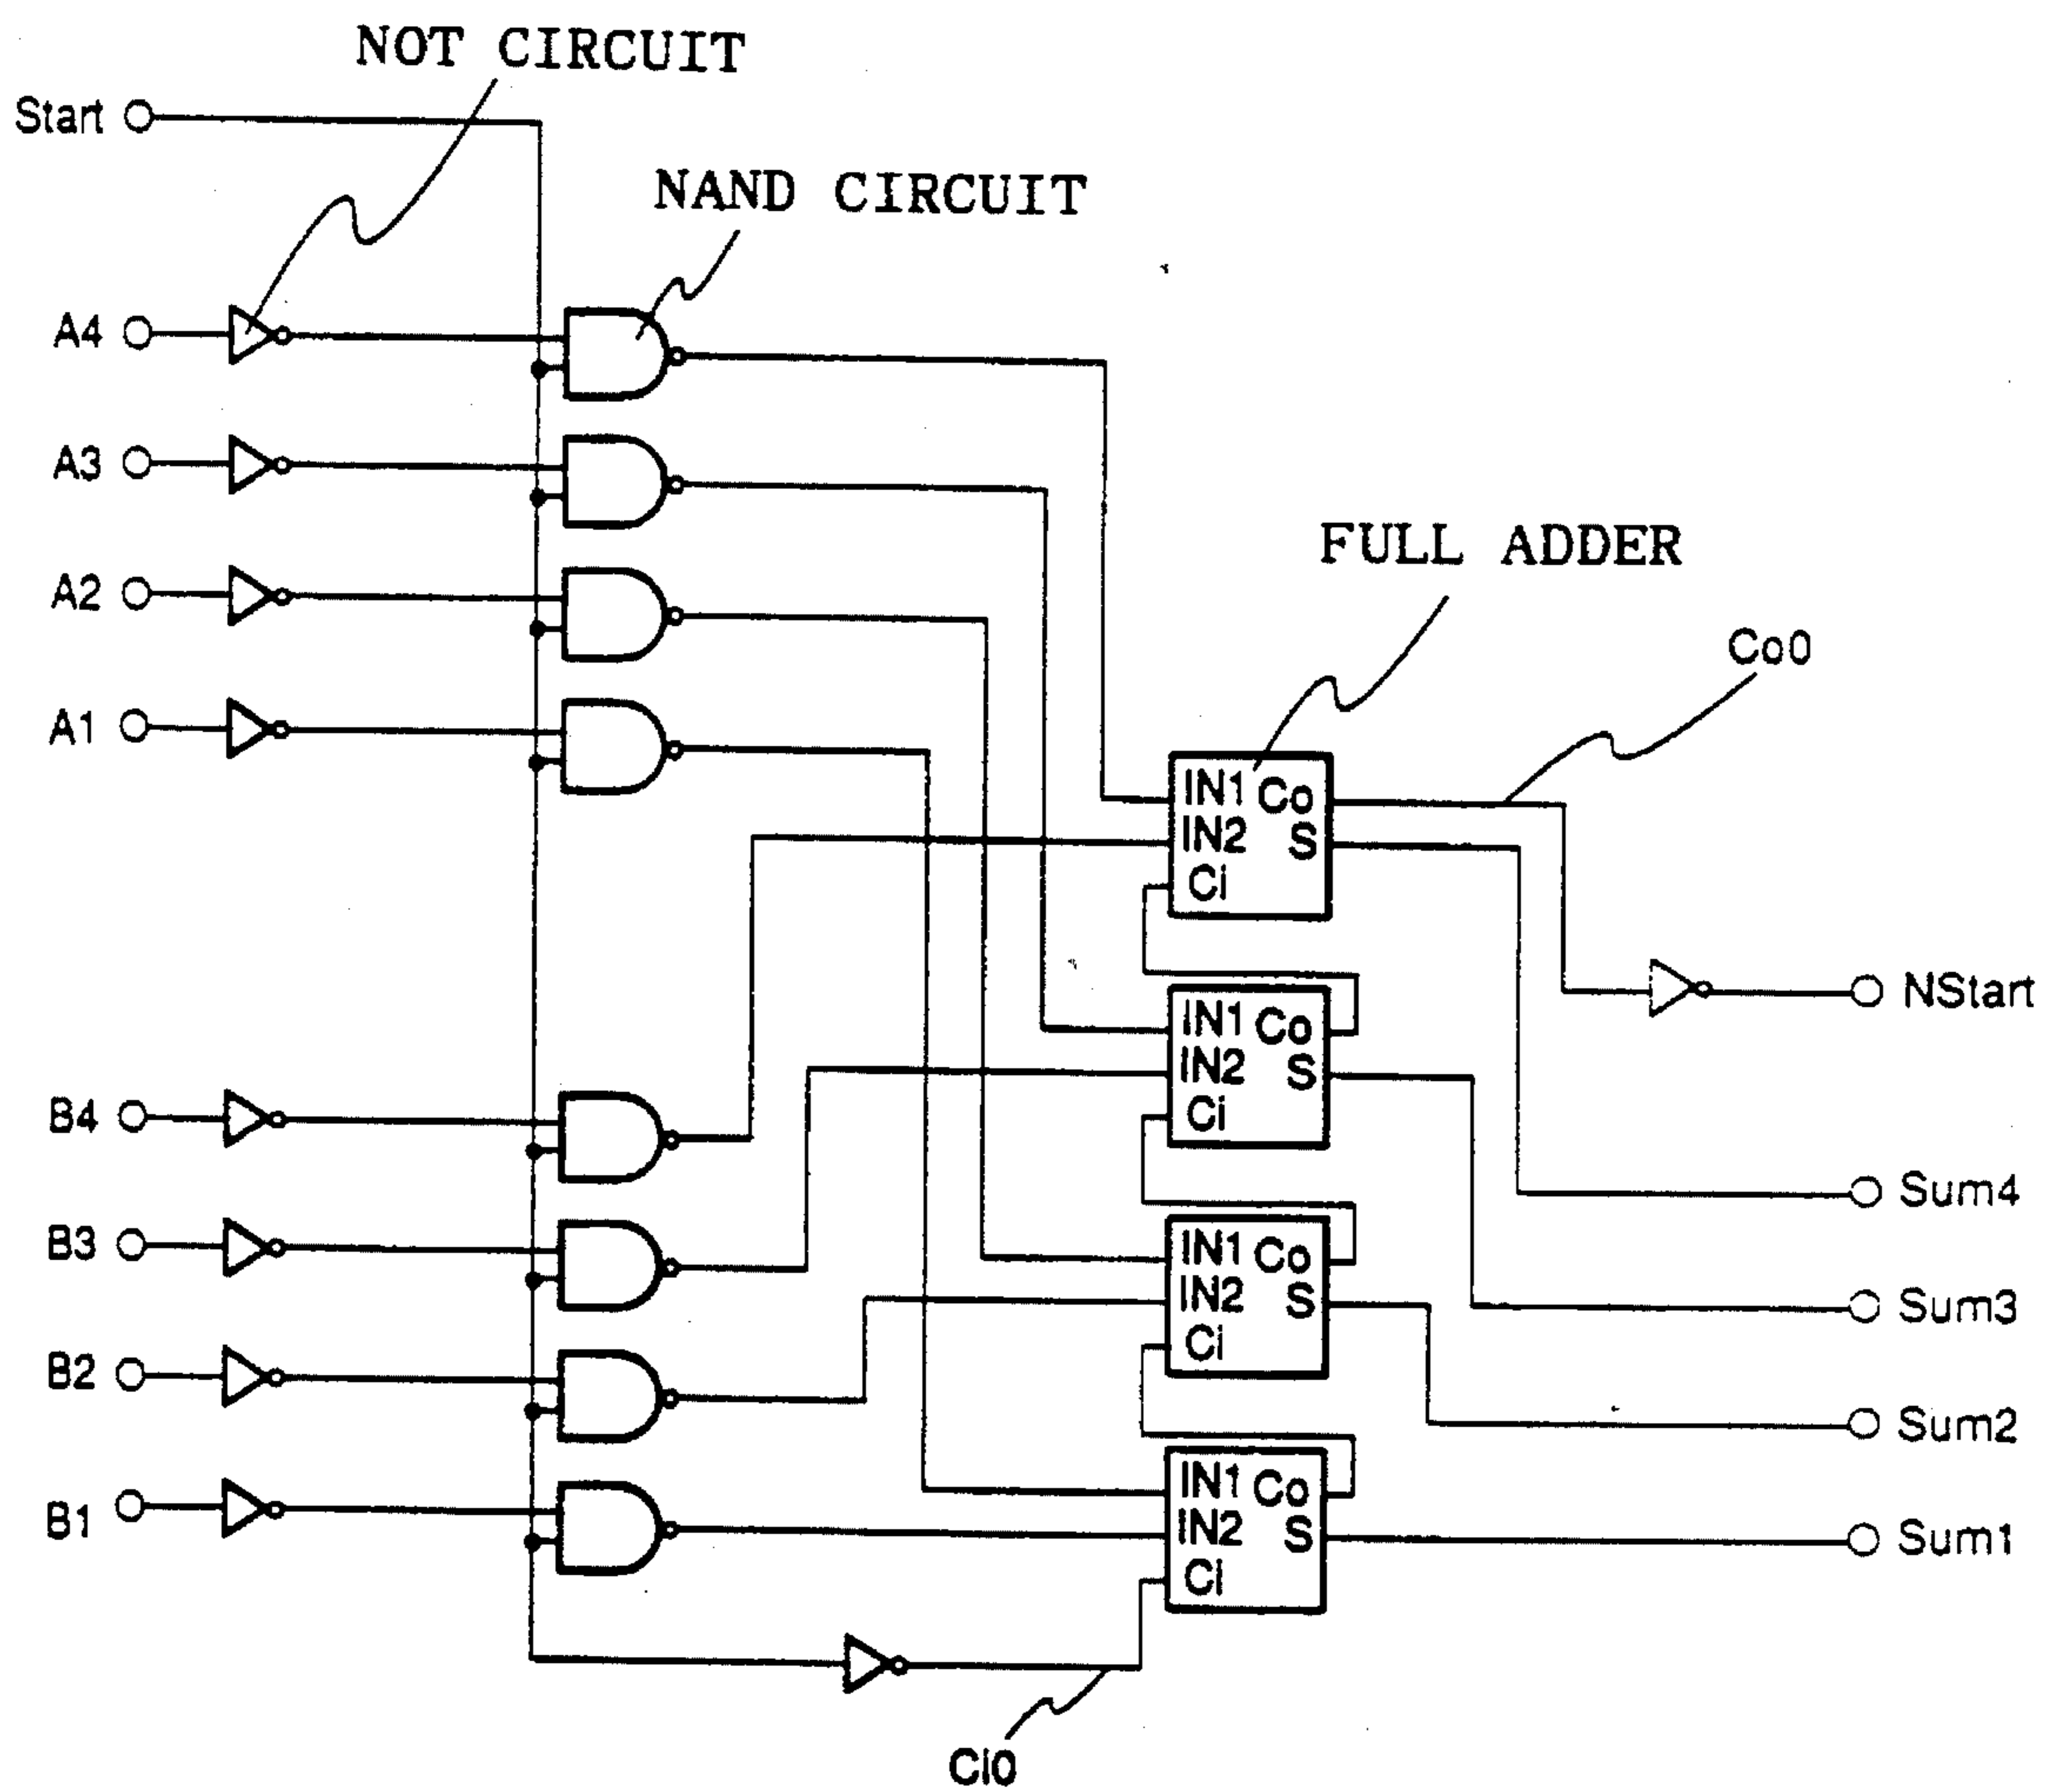 NOT CIRCUIT
Start
NAND CIRCUIT
A4
A3
FULL ADDER
A2
Co0
A1
IN1 Co
IN2 S
Ci
NStart
IN1 Co
IN2 S
Ci
B4
Sum4
B3
IN1 Co
IN2 S
Ci
Sum3
B2
Sum2
B1
IN1 Co
IN2 S
Ci
Sum1
Ci0